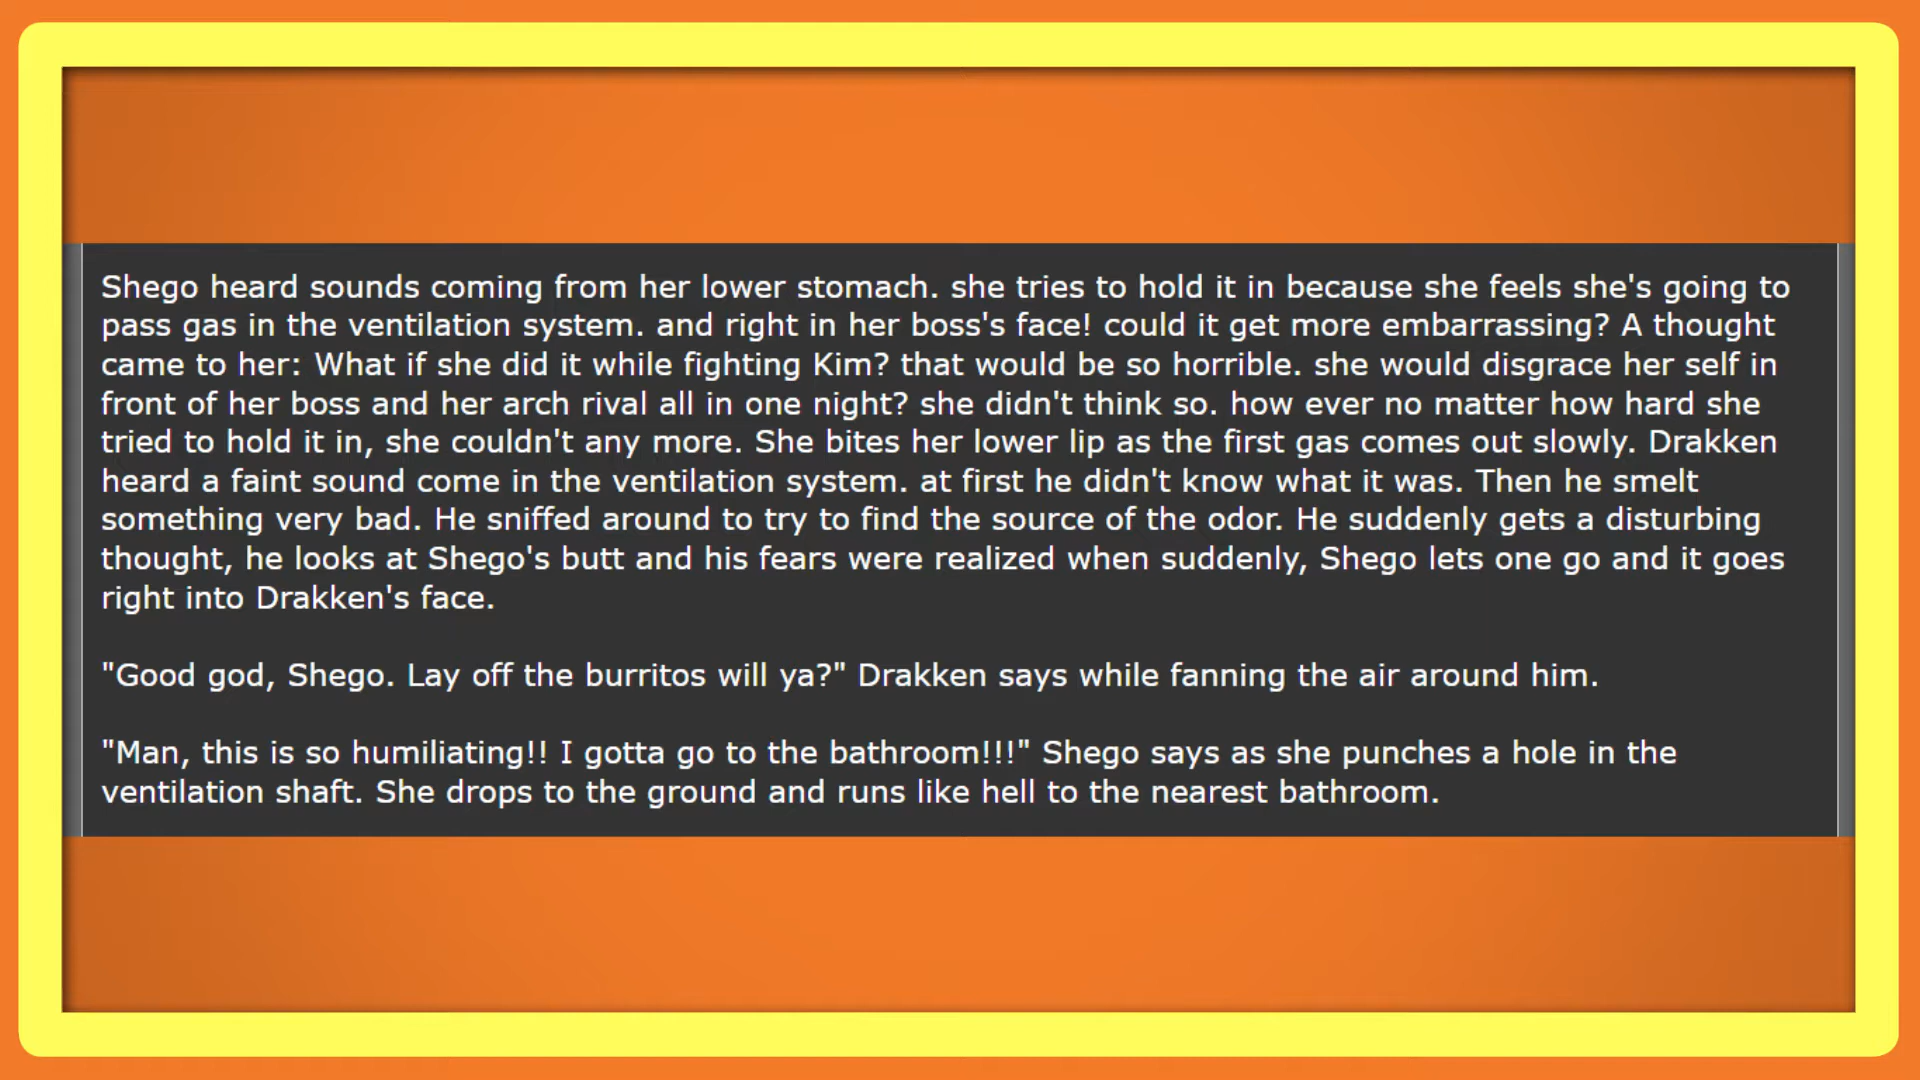 Shego heard sounds coming from her lower stomach. she tries to hold it in because she feels she's going to
pass gas in the ventilation system. and right in her boss's face! could it get more embarrassing? A thought
came to her: What if she did it while fighting Kim? that would be so horrible. she would disgrace her self in
front of her boss and her arch rival all in one night? she didn't think so. how ever no matter how hard she
tried to hold it in, she couldn't any more. She bites her lower lip as the first gas comes out slowly. Drakken
heard a faint sound come in the ventilation system. at first he didn't know what it was. Then he smelt
something very bad. He sniffed around to try to find the source of the odor. He suddenly gets a disturbing
thought, he looks at Shego's butt and his fears were realized when suddenly, Shego lets one go and it goes
right into Drakken's face.
"Good god, Shego. Lay off the burritos will ya?" Drakken says while fanning the air around him.
"Man, this is so humiliating!! I gotta go to the bathroom!!!" Shego says as she punches a hole in the
ventilation shaft. She drops to the ground and runs like hell to the nearest bathroom.